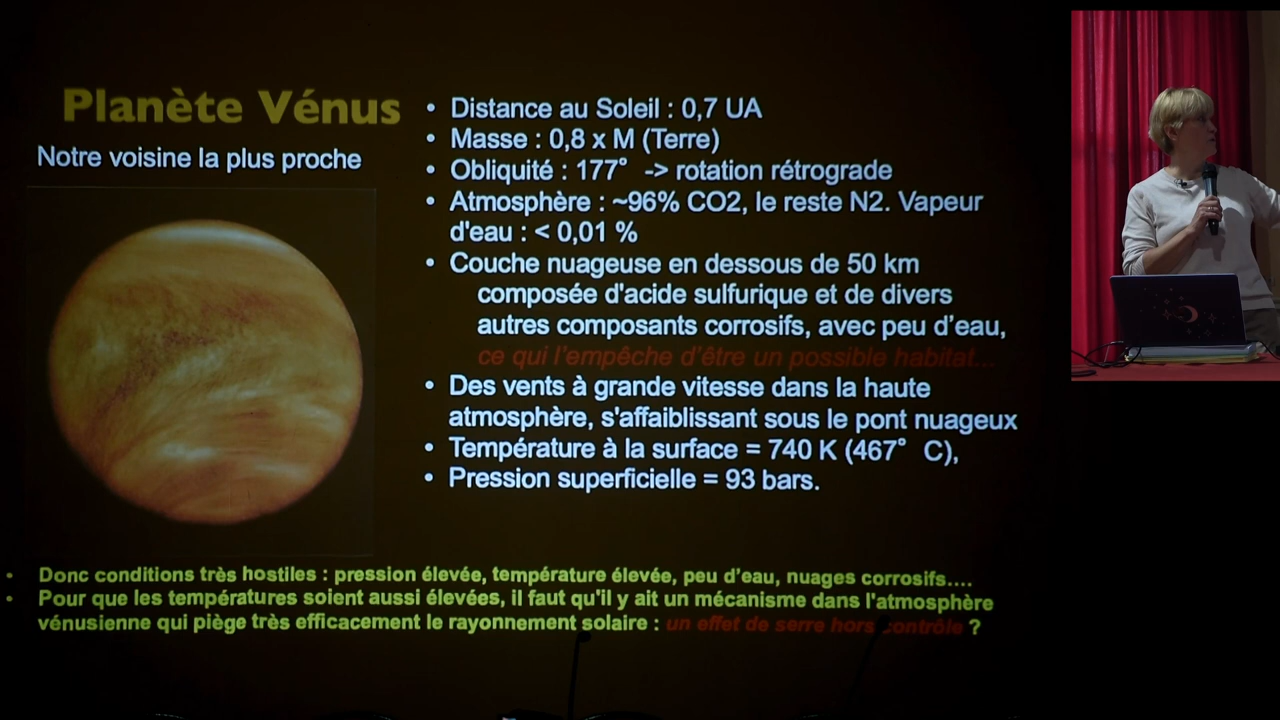 Planète Vénus
Notre voisine la plus proche
• Distance au Soleil : 0,7 UA
• Masse : 0,8 x M (Terre)
• Obliquité : 177° -> rotation rétrograde
• Atmosphère : ~96% CO2, le reste N2. Vapeur
d'eau : < 0,01 %
• Couche nuageuse en dessous de 50 km
composée d'acide sulfurique et de divers
autres composants corrosifs, avec peu d'eau,
ce qui l'empêche d'être un possible habitat...
• Des vents à grande vitesse dans la haute
atmosphère, s'affaiblissant sous le pont nuageux
• Température à la surface = 740 K (467° C),
• Pression superficielle = 93 bars.
• Donc conditions très hostiles : pression élevée, température élevée, peu d'eau, nuages corrosifs....
• Pour que les températures soient aussi élevées, il faut qu'il y ait un mécanisme dans l'atmosphère
vénusienne qui piège très efficacement le rayonnement solaire : un effet de serre hors contrôle ?